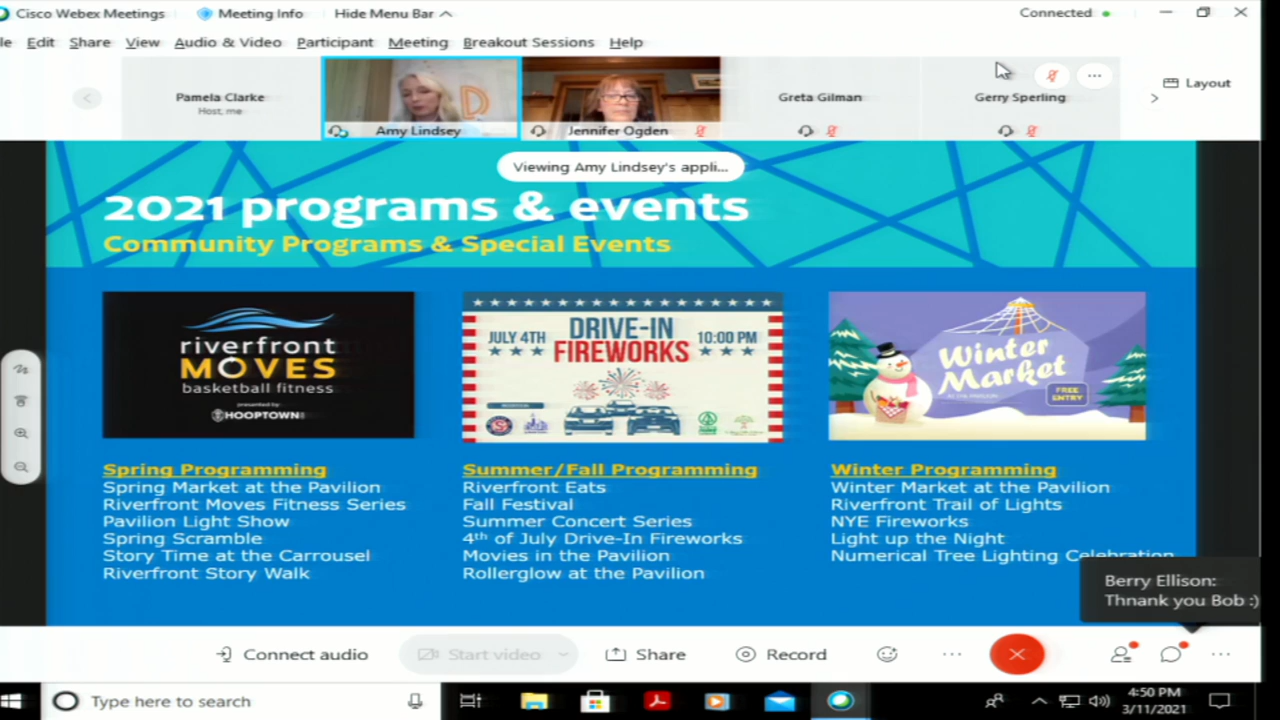 Cisco Webex Meetings
Meeting Info
Hide Menu Bar
Connected
le Edit Share View Audio & Video Participant Meeting Breakout Sessions Help
Pamela Clarke
Host, me
Amy Lindsey
Jennifer Ogden
Greta Gilman
Gerry Sperling
Layout
Viewing Amy Lindsey's appli...
2021 programs & events
Community Programs & Special Events
riverfront
MOVES
basketball fitness
presented by:
HOOPTOWN
JULY 4TH
DRIVE-IN
FIREWORKS
10:00 PM
Winter
Market
AT THE PAVILION
FREE
ENTRY
Spring Programming
Spring Market at the Pavilion
Riverfront Moves Fitness Series
Pavilion Light Show
Spring Scramble
Story Time at the Carrousel
Riverfront Story Walk
Summer/Fall Programming
Riverfront Eats
Fall Festival
Summer Concert Series
4th of July Drive-In Fireworks
Movies in the Pavilion
Rollerglow at the Pavilion
Winter Programming
Winter Market at the Pavilion
Riverfront Trail of Lights
NYE Fireworks
Light up the Night
Numerical Tree Lighting Celebration
Berry Ellison:
Thnank you Bob :)
Connect audio
Start video
Share
Record
Type here to search
4:50 PM
3/11/2021